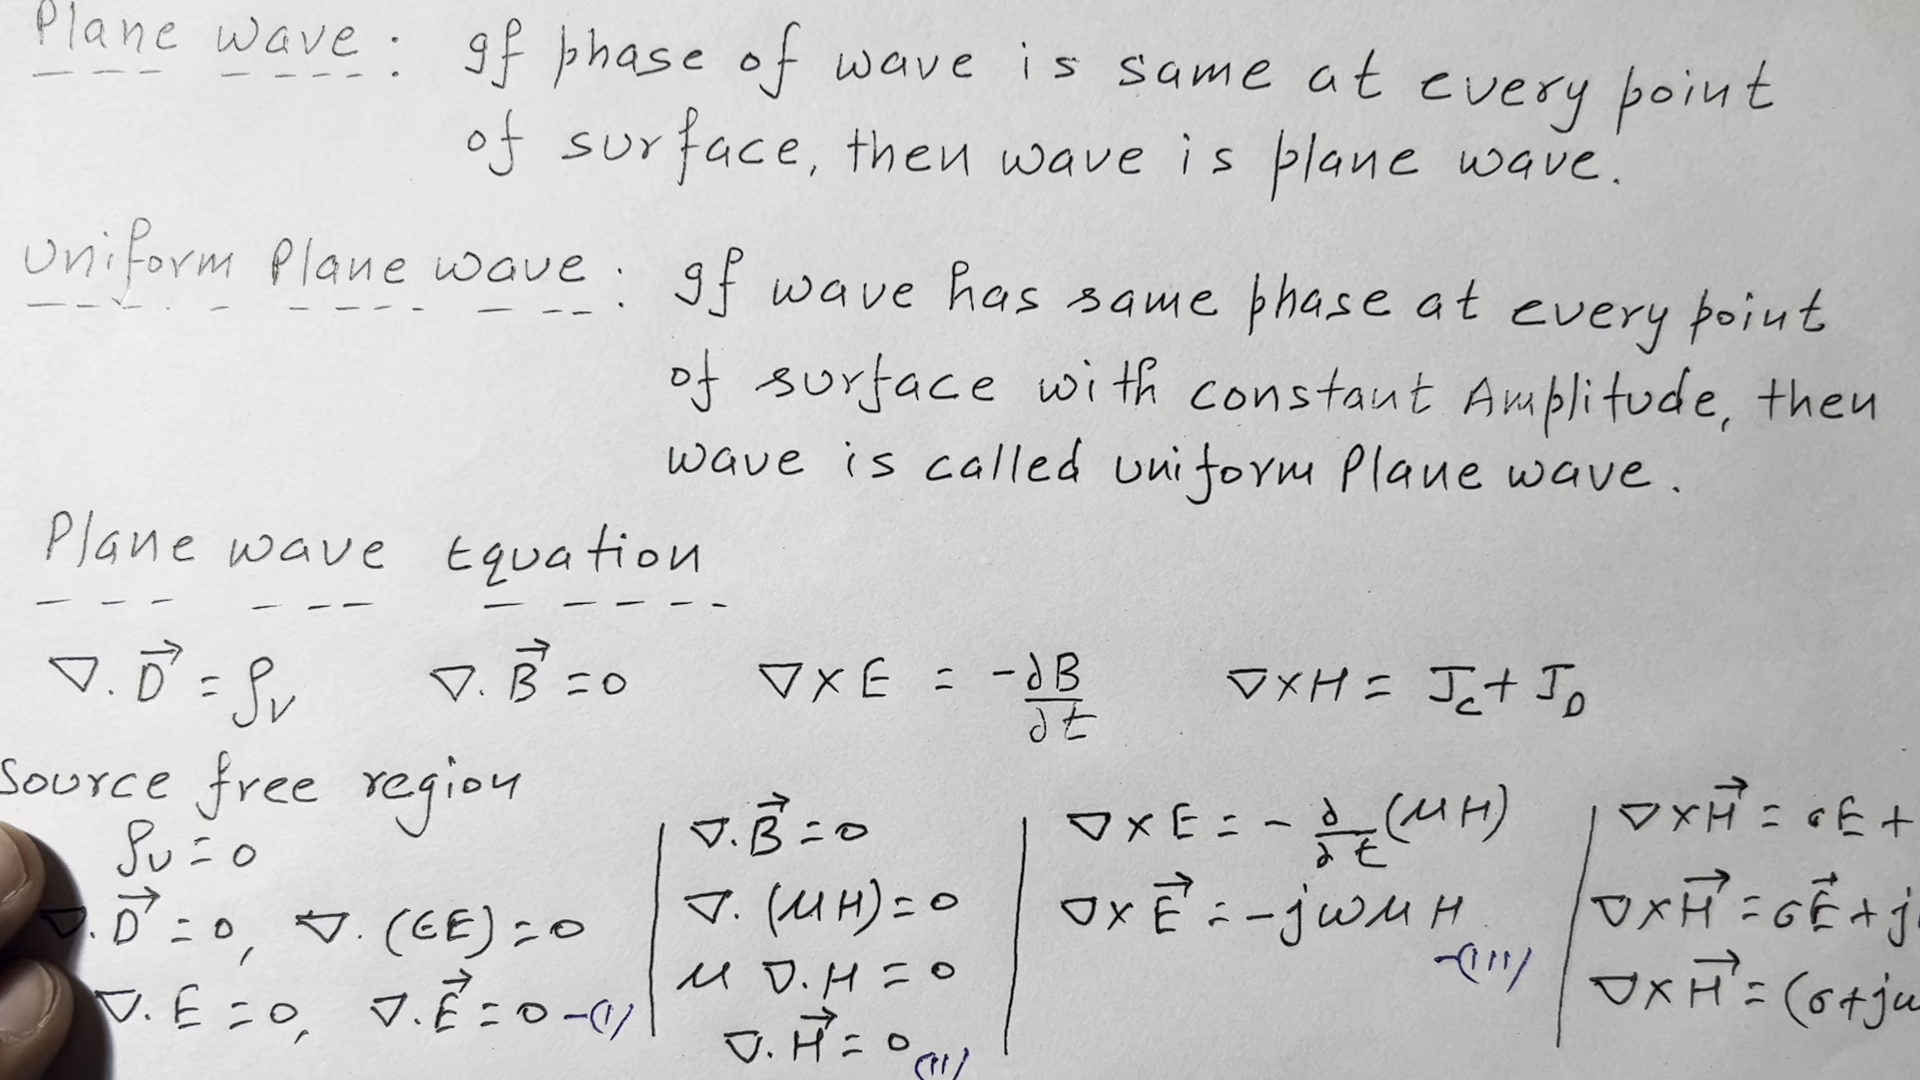 Plane wave : If phase of wave is same at every point
of surface, then wave is plane wave.
Uniform Plane wave : If wave has same phase at every point
of surface with constant Amplitude, then
wave is called uniform Plane wave.
Plane wave Equation
∇. D⃗ = ρv ∇. B⃗ = 0 ∇×E = -∂B/∂t ∇×H = Jc + JD
Source free region
ρv = 0
∇. D⃗ = 0, ∇. (ϵE) = 0
∇. E = 0, ∇. E⃗ = 0 -(I)
∇. B⃗ = 0
∇. (μH) = 0
μ ∇. H = 0
∇. H⃗ = 0 (II)
∇×E = - ∂/∂t (μH)
∇×E⃗ = -jωμH
-(III)
∇×H⃗ = σE +
∇×H⃗ = σE⃗ + j
∇×H⃗ = (σ+jω